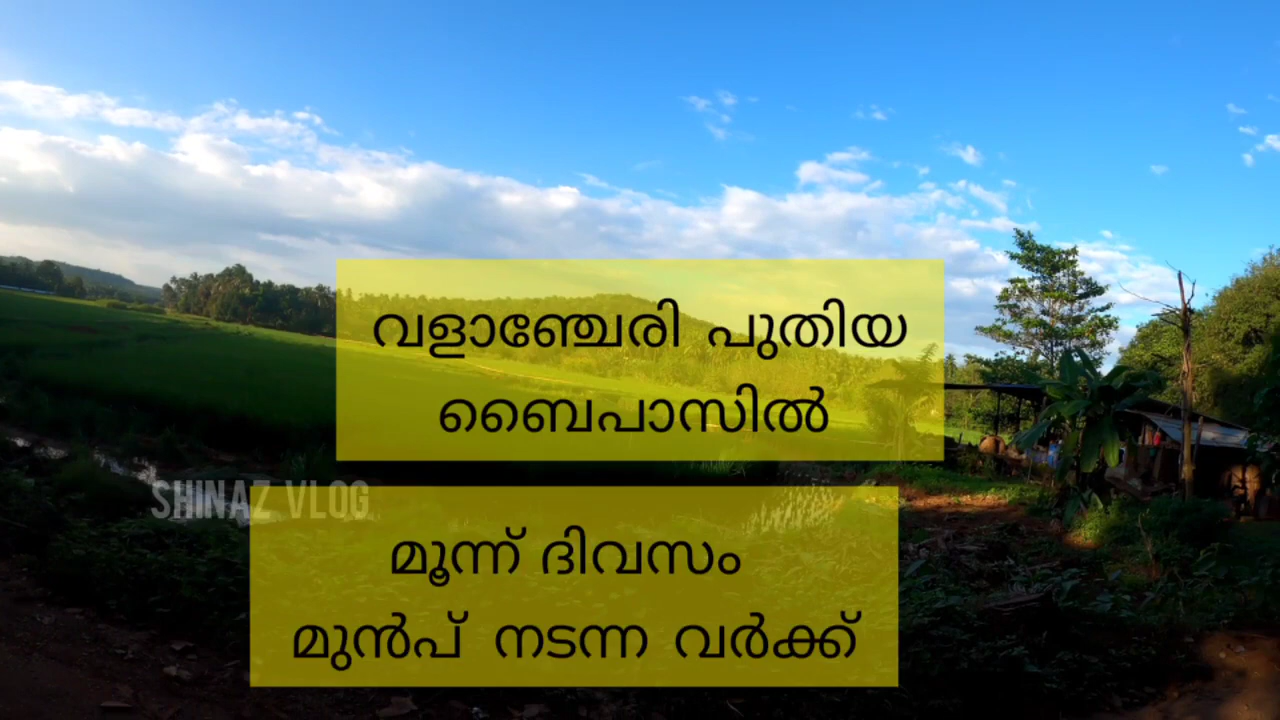 വളാഞ്ചേരി പുതിയ
ബൈപാസിൽ
SHINAZ VLOG
മൂന്ന് ദിവസം
മുൻപ് നടന്ന വർക്ക്